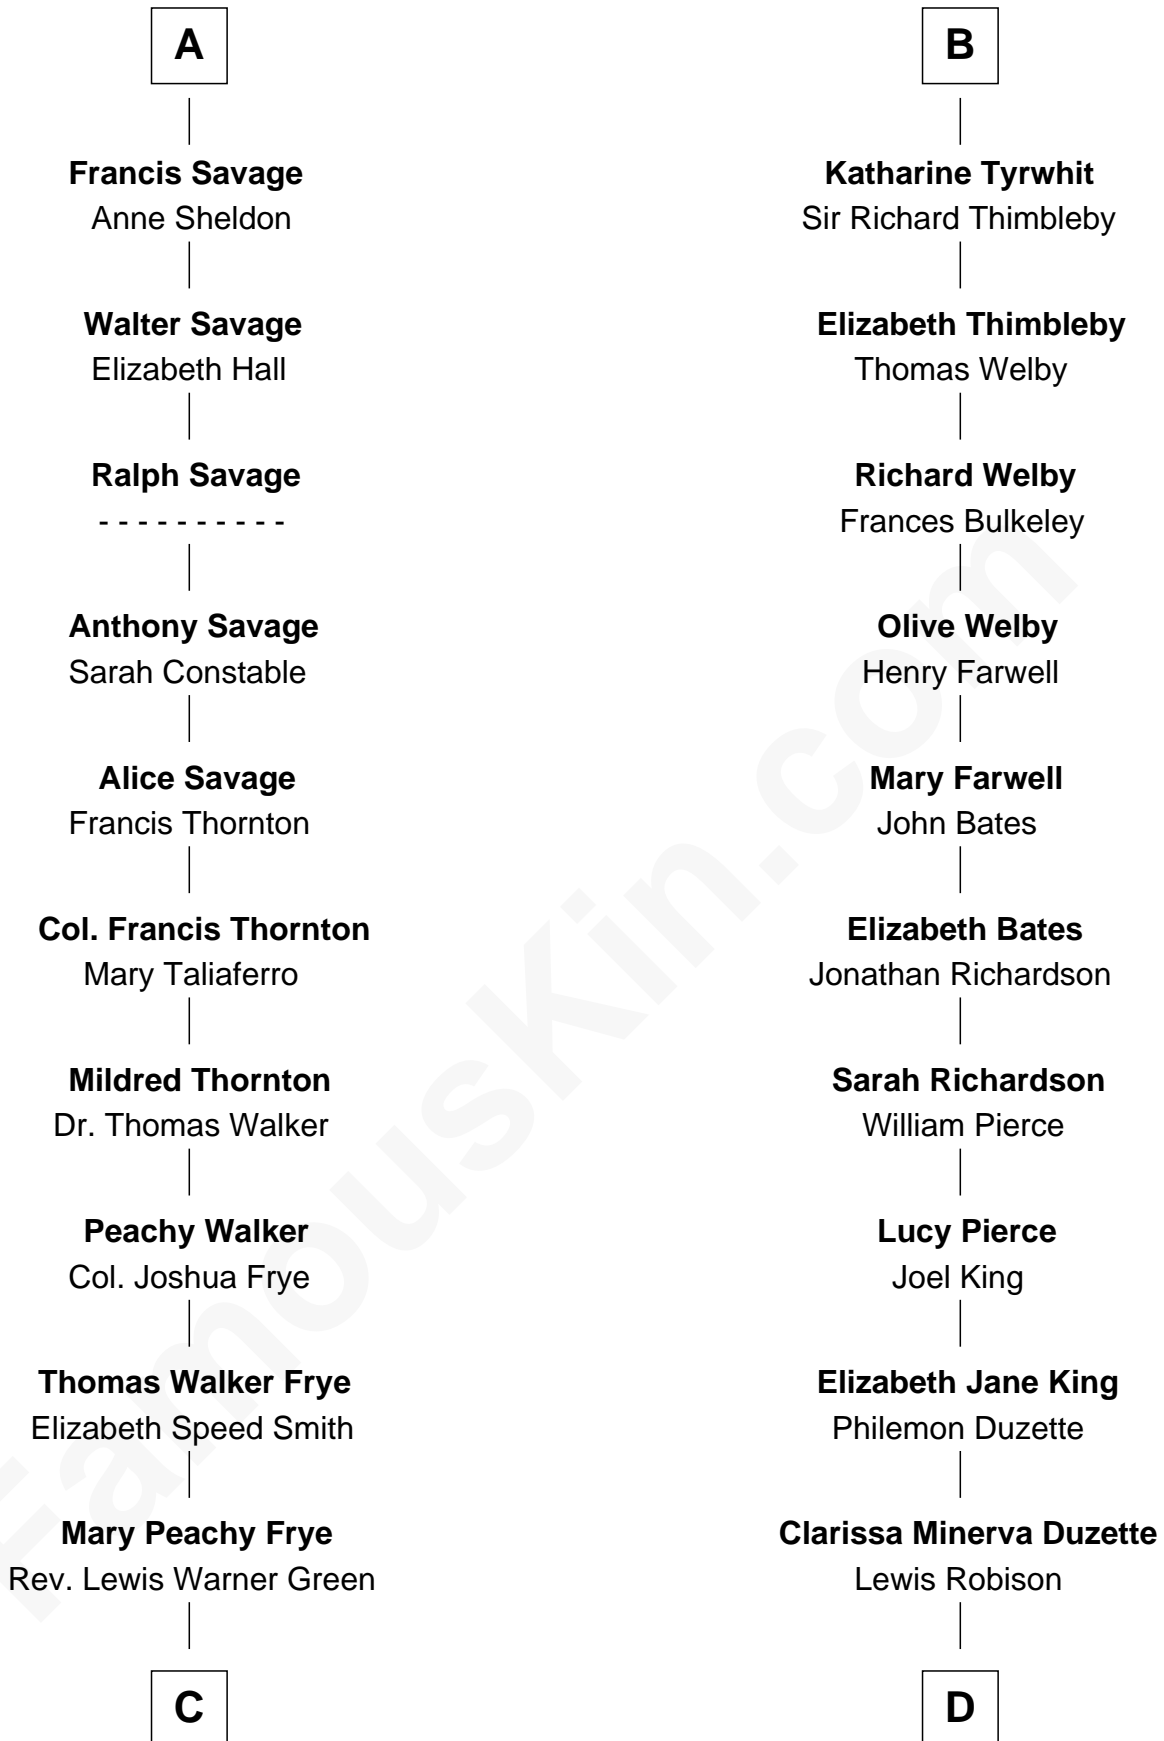 A
Francis Savage
Anne Sheldon
Walter Savage
Elizabeth Hall
Ralph Savage
- - - - - - - - - -
Anthony Savage
Sarah Constable
Alice Savage
Francis Thornton
Col. Francis Thornton
Mary Taliaferro
Mildred Thornton
Dr. Thomas Walker
Peachy Walker
Col. Joshua Frye
Thomas Walker Frye
Elizabeth Speed Smith
Mary Peachy Frye
Rev. Lewis Warner Green
C
B
Katharine Tyrwhit
Sir Richard Thimbleby
Elizabeth Thimbleby
Thomas Welby
Richard Welby
Frances Bulkeley
Olive Welby
Henry Farwell
Mary Farwell
John Bates
Elizabeth Bates
Jonathan Richardson
Sarah Richardson
William Pierce
Lucy Pierce
Joel King
Elizabeth Jane King
Philemon Duzette
Clarissa Minerva Duzette
Lewis Robison
D
FamousKin.com